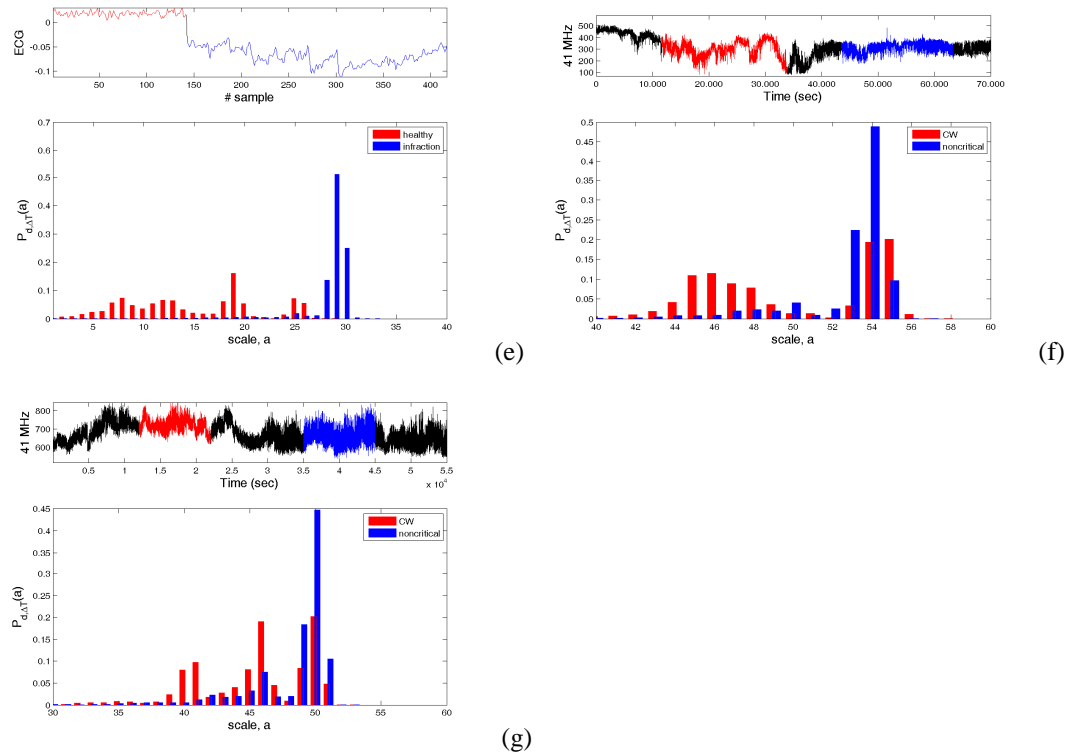 ECG
0
-0.05
-0.1
50 100 150 200 250 300 350 400
# sample
P_{d,ΔT}(a)
0.7
0.6
0.5
0.4
0.3
0.2
0.1
0
healthy
infraction
5 10 15 20 25 30 35 40
scale, a
(e)
41 MHz
500
400
300
200
100
0 10.000 20.000 30.000 40.000 50.000 60.000 70.000
Time (sec)
P_{d,ΔT}(a)
0.5
0.45
0.4
0.35
0.3
0.25
0.2
0.15
0.1
0.05
0
CW
noncritical
40 42 44 46 48 50 52 54 56 58 60
scale, a
(f)
41 MHz
800
700
600
0.5 1 1.5 2 2.5 3 3.5 4 4.5 5 5.5
Time (sec)
x 10^4
P_{d,ΔT}(a)
0.45
0.4
0.35
0.3
0.25
0.2
0.15
0.1
0.05
0
CW
noncritical
30 35 40 45 50 55 60
scale, a
(g)